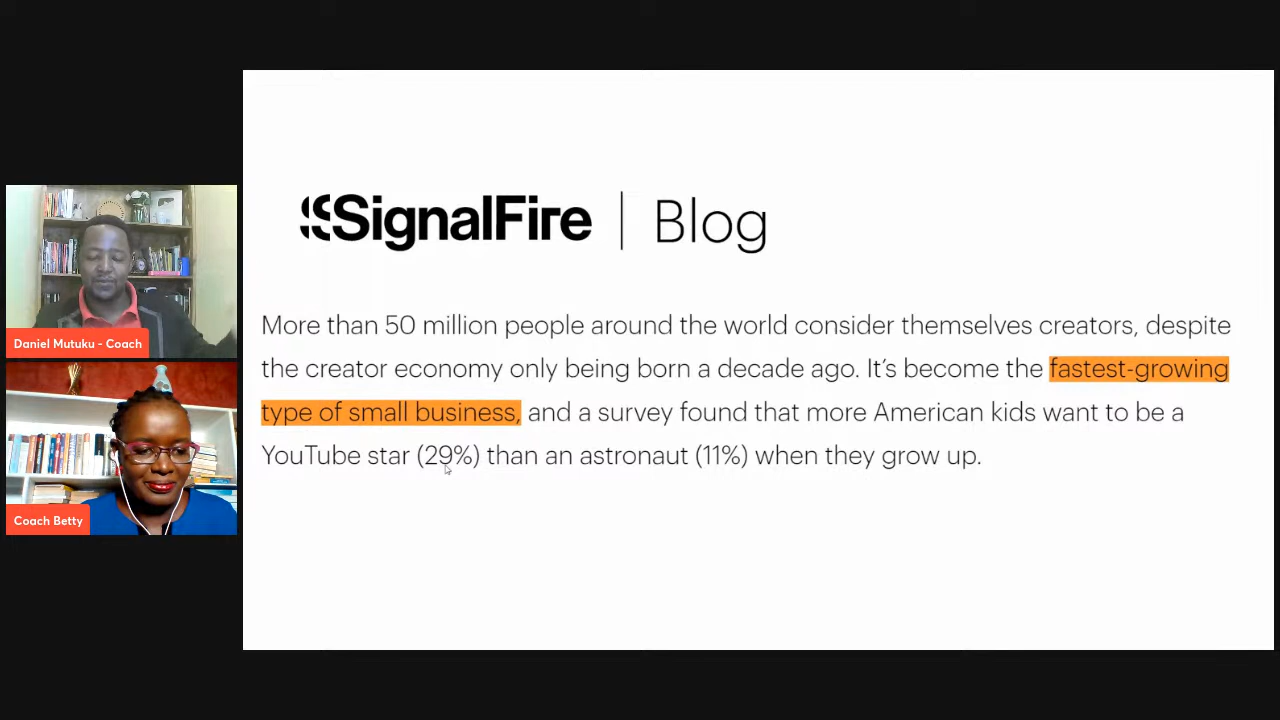 SignalFire | Blog
More than 50 million people around the world consider themselves creators, despite
the creator economy only being born a decade ago. It's become the fastest-growing
type of small business, and a survey found that more American kids want to be a
YouTube star (29%) than an astronaut (11%) when they grow up.
Daniel Mutuku - Coach
Coach Betty